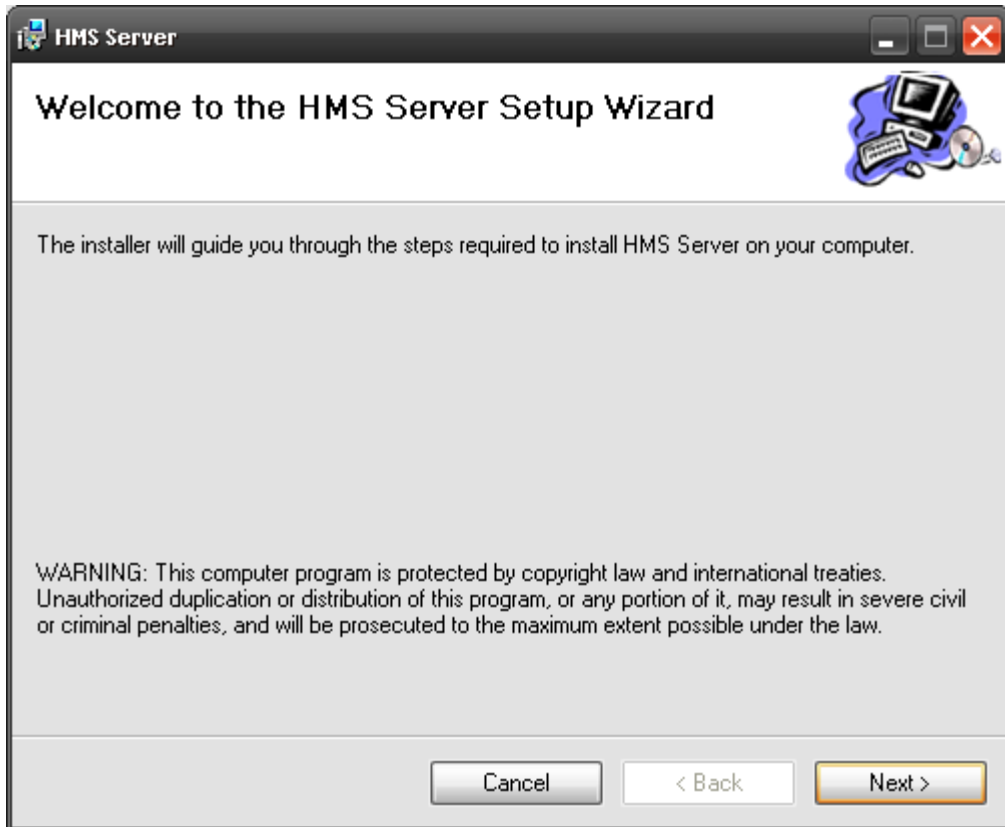 HMS Server
Welcome to the HMS Server Setup Wizard
The installer will guide you through the steps required to install HMS Server on your computer.
WARNING: This computer program is protected by copyright law and international treaties.
Unauthorized duplication or distribution of this program, or any portion of it, may result in severe civil
or criminal penalties, and will be prosecuted to the maximum extent possible under the law.
Cancel
< Back
Next >